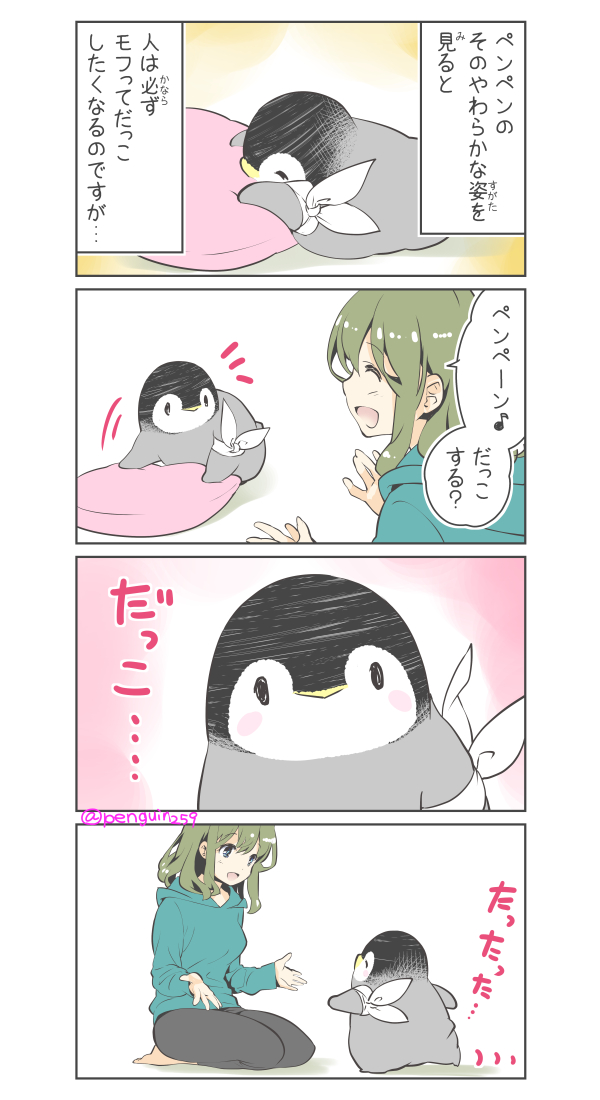 ペンペンの
そのやわらかな姿を
見ると
人は必ず
モフってだっこ
したくなるのですが…
ペンペーン♪
だっこ
する?
だっこ……
@penguin259
たったった…